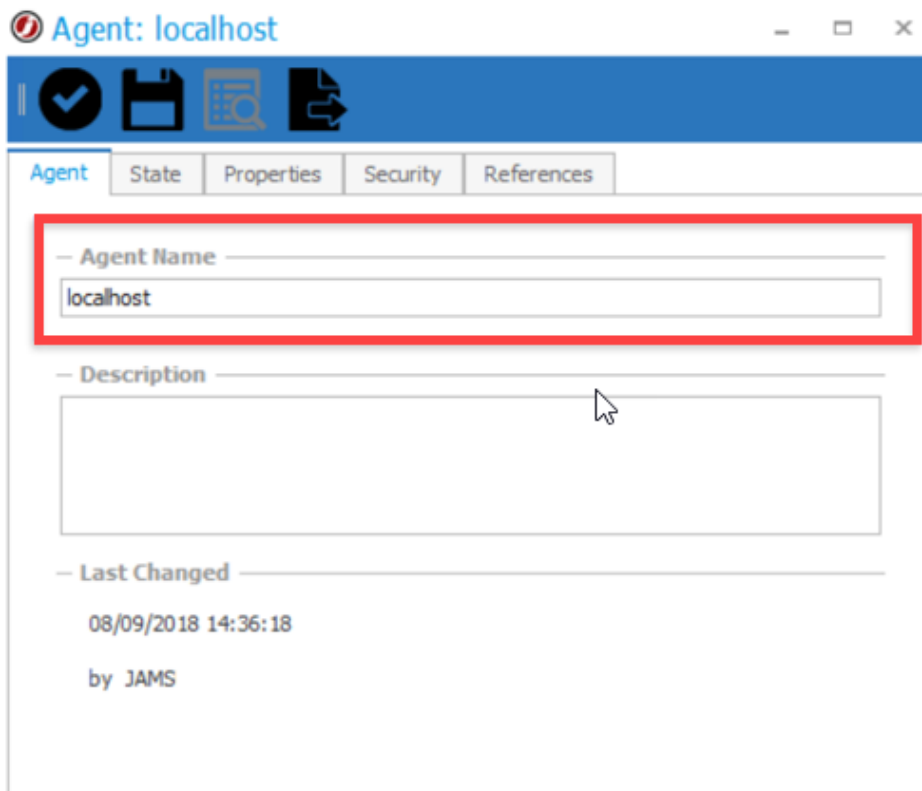 Agent: localhost
Agent State Properties Security References
Agent Name
localhost
Description
Last Changed
08/09/2018 14:36:18
by JAMS